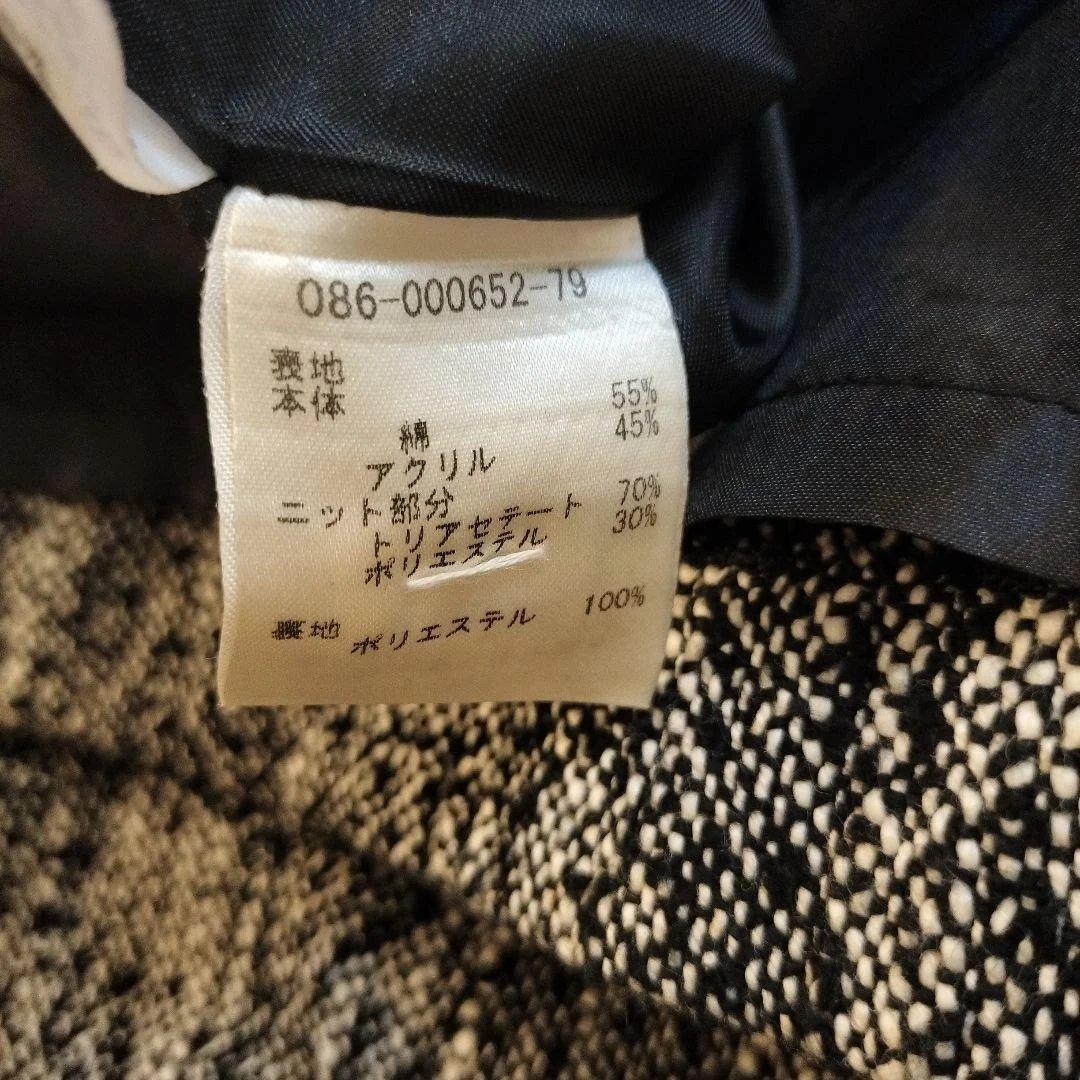 086-000652-79
表地
本体
綿 55%
アクリル 45%
ニット部分
トリアセテート 70%
ポリエステル 30%
裏地
ポリエステル 100%